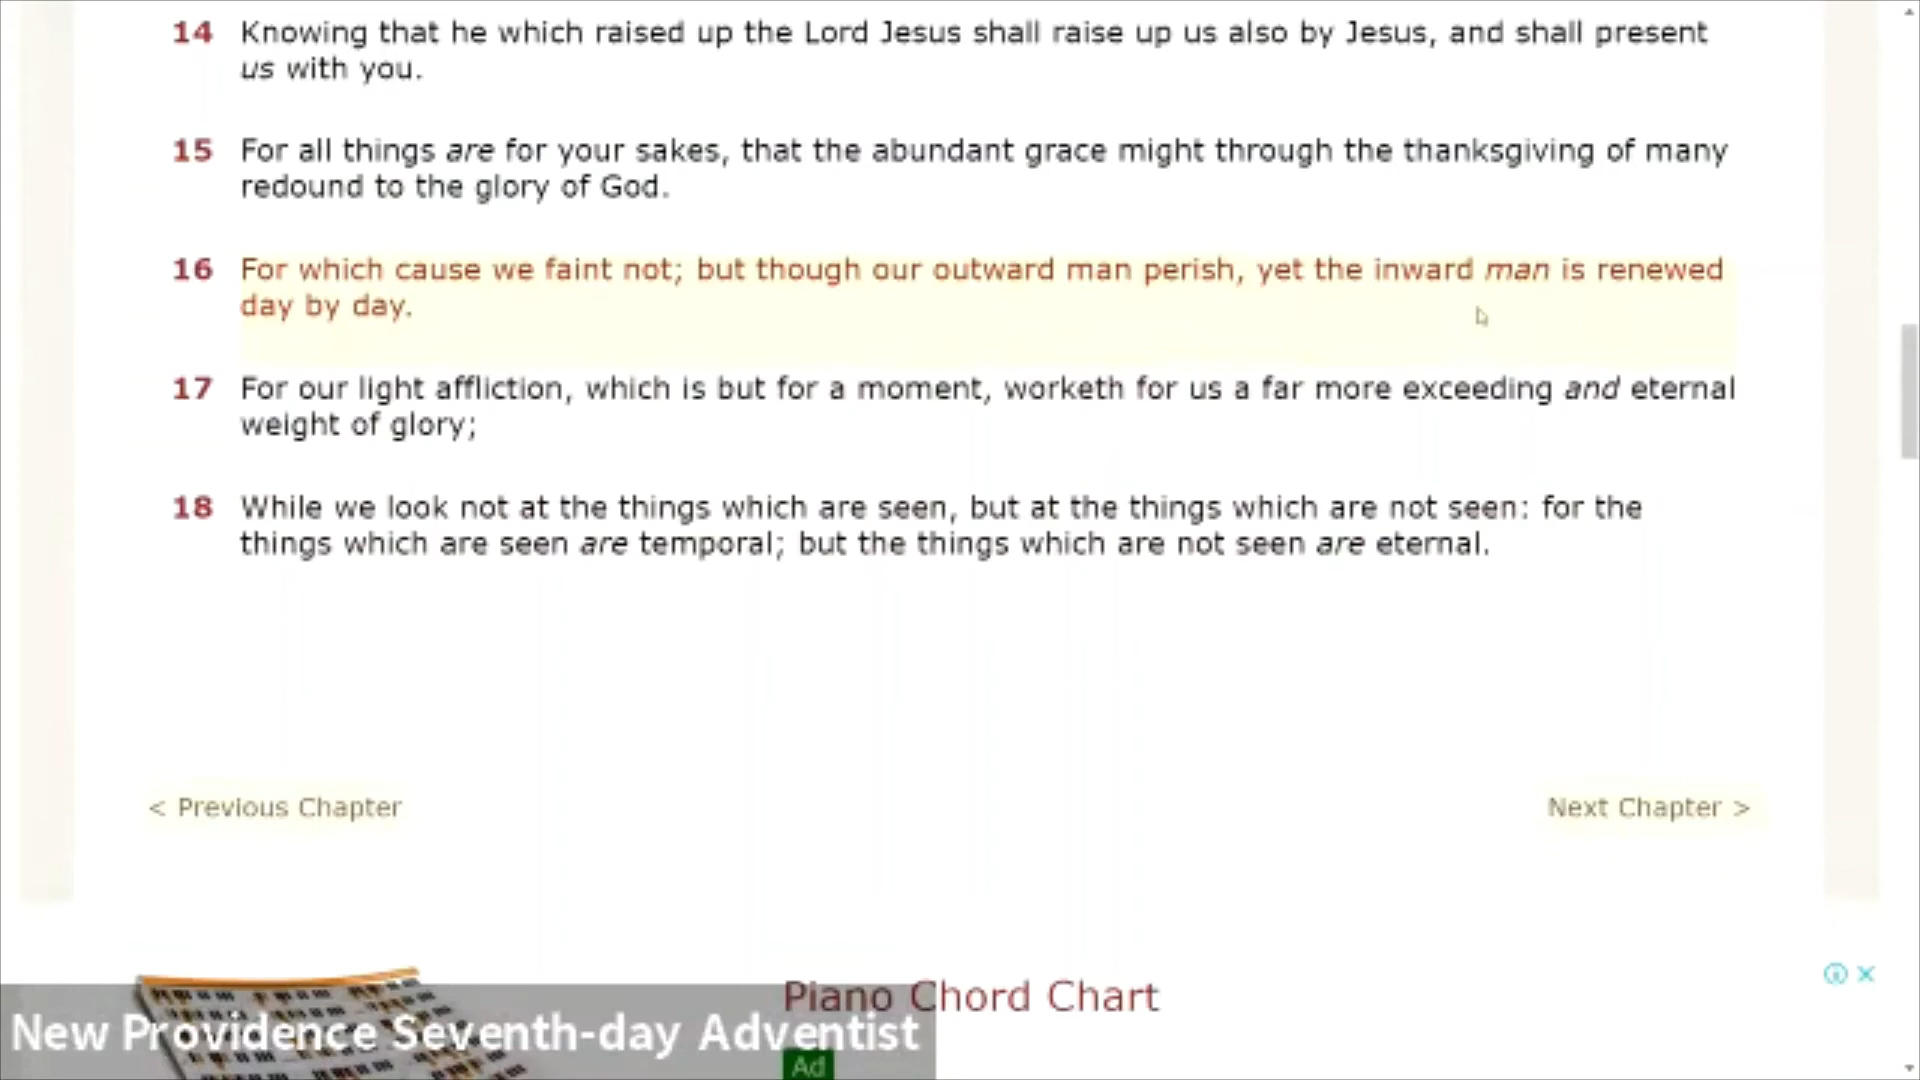 14 Knowing that he which raised up the Lord Jesus shall raise up us also by Jesus, and shall present
us with you.
15 For all things are for your sakes, that the abundant grace might through the thanksgiving of many
redound to the glory of God.
16 For which cause we faint not; but though our outward man perish, yet the inward man is renewed
day by day.
17 For our light affliction, which is but for a moment, worketh for us a far more exceeding and eternal
weight of glory;
18 While we look not at the things which are seen, but at the things which are not seen: for the
things which are seen are temporal; but the things which are not seen are eternal.
< Previous Chapter
Next Chapter >
Piano Chord Chart
New Providence Seventh-day Adventist
Ad